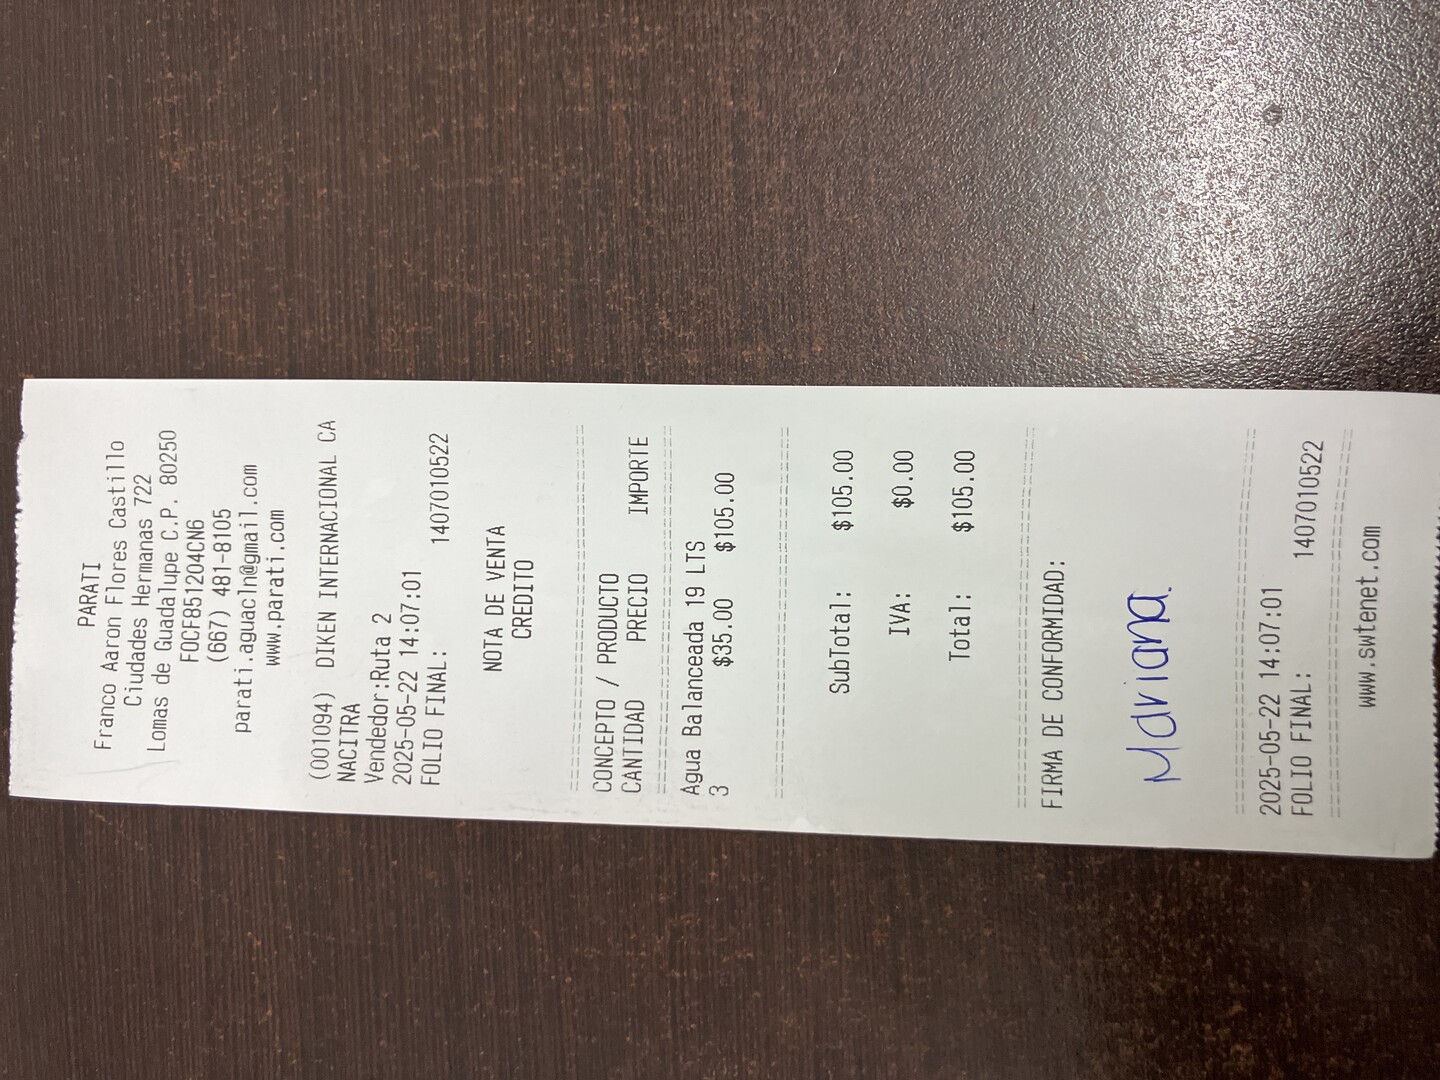 PARATI
Franco Aaron Flores Castillo
Ciudades Hermanas 722
Lomas de Guadalupe C.P. 80250
FOCF851204CN6
(667) 481-8105
parati.aguacln@gmail.com
www.parati.com
(001094) DIKEN INTERNACIONAL CA
NACITRA
Vendedor:Ruta 2
2025-05-22 14:07:01
FOLIO FINAL: 1407010522
NOTA DE VENTA
CREDITO
CONCEPTO / PRODUCTO
CANTIDAD PRECIO IMPORTE
Agua Balanceada 19 LTS
3 $35.00 $105.00
SubTotal: $105.00
IVA: $0.00
Total: $105.00
FIRMA DE CONFORMIDAD:
Mariana.
2025-05-22 14:07:01
FOLIO FINAL: 1407010522
www.swtenet.com